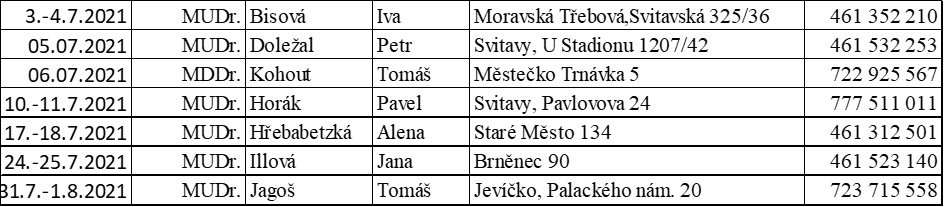 3.-4.7.2021 MUDr. Bisová Iva Moravská Třebová,Svitavská 325/36 461 352 210
05.07.2021 MUDr. Doležal Petr Svitavy, U Stadionu 1207/42 461 532 253
06.07.2021 MDDr. Kohout Tomáš Městečko Trnávka 5 722 925 567
10.-11.7.2021 MUDr. Horák Pavel Svitavy, Pavlovova 24 777 511 011
17.-18.7.2021 MUDr. Hřebabetzká Alena Staré Město 134 461 312 501
24.-25.7.2021 MUDr. Illová Jana Brněnec 90 461 523 140
31.7.-1.8.2021 MUDr. Jagoš Tomáš Jevíčko, Palackého nám. 20 723 715 558